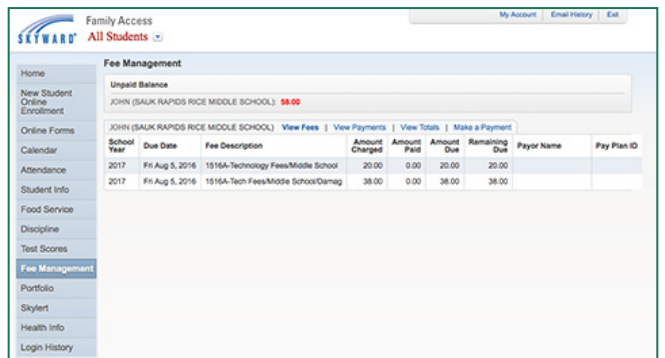 SKYWARD
Family Access
All Students
My Account | Email History | Exit
Home
New Student
Online
Enrollment
Online Forms
Calendar
Attendance
Student Info
Food Service
Discipline
Test Scores
Fee Management
Portfolio
Skylert
Health Info
Login History
Fee Management
Unpaid Balance
JOHN (SAUK RAPIDS RICE MIDDLE SCHOOL): 58.00
JOHN (SAUK RAPIDS RICE MIDDLE SCHOOL) View Fees | View Payments | View Totals | Make a Payment
School Year Due Date Fee Description Amount Charged Amount Paid Amount Due Remaining Due Payor Name Pay Plan ID
2017 Fri Aug 5, 2016 1516A-Technology Fees/Middle School 20.00 0.00 20.00 20.00
2017 Fri Aug 5, 2016 1516A-Tech Fees/Middle School/Damag 38.00 0.00 38.00 38.00